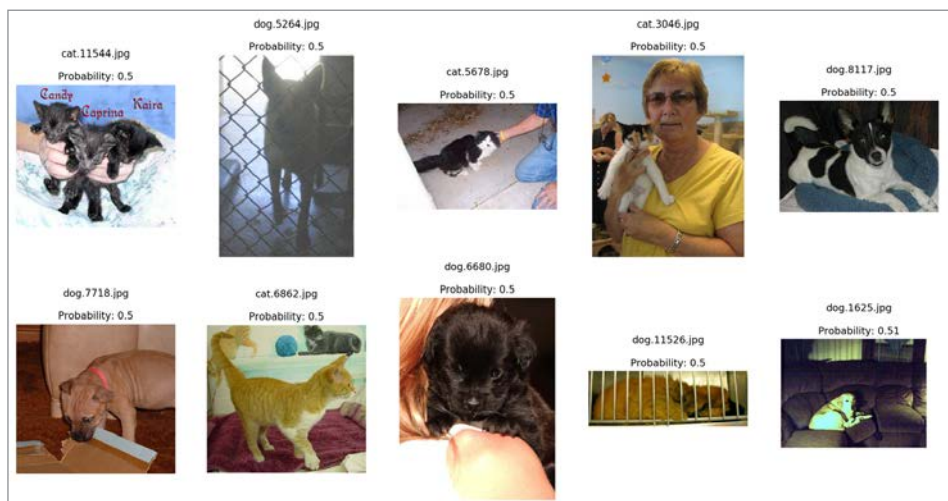 cat.11544.jpg
Probability: 0.5
Candy
Caprina
Kaira
dog.5264.jpg
Probability: 0.5
cat.5678.jpg
Probability: 0.5
cat.3046.jpg
Probability: 0.5
dog.8117.jpg
Probability: 0.5
dog.7718.jpg
Probability: 0.5
cat.6862.jpg
Probability: 0.5
dog.6680.jpg
Probability: 0.5
dog.11526.jpg
Probability: 0.5
dog.1625.jpg
Probability: 0.51